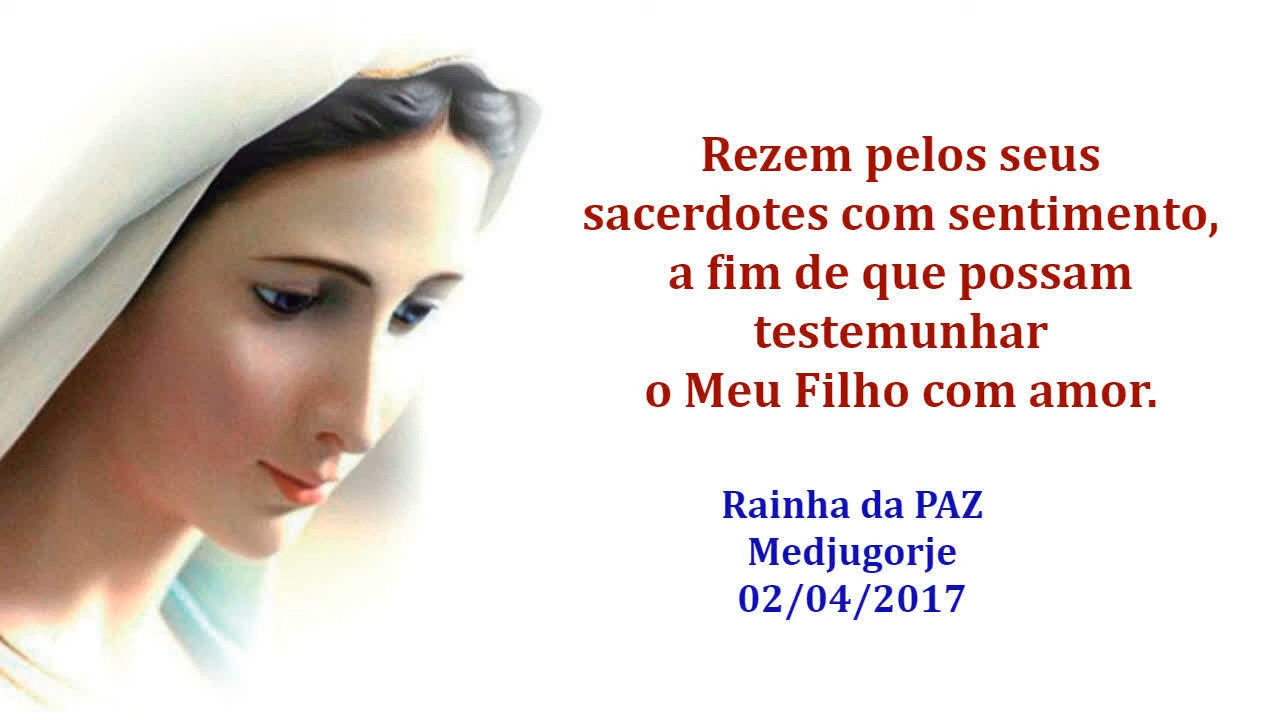 Rezem pelos seus
sacerdotes com sentimento,
a fim de que possam
testemunhar
o Meu Filho com amor.
Rainha da PAZ
Medjugorje
02/04/2017